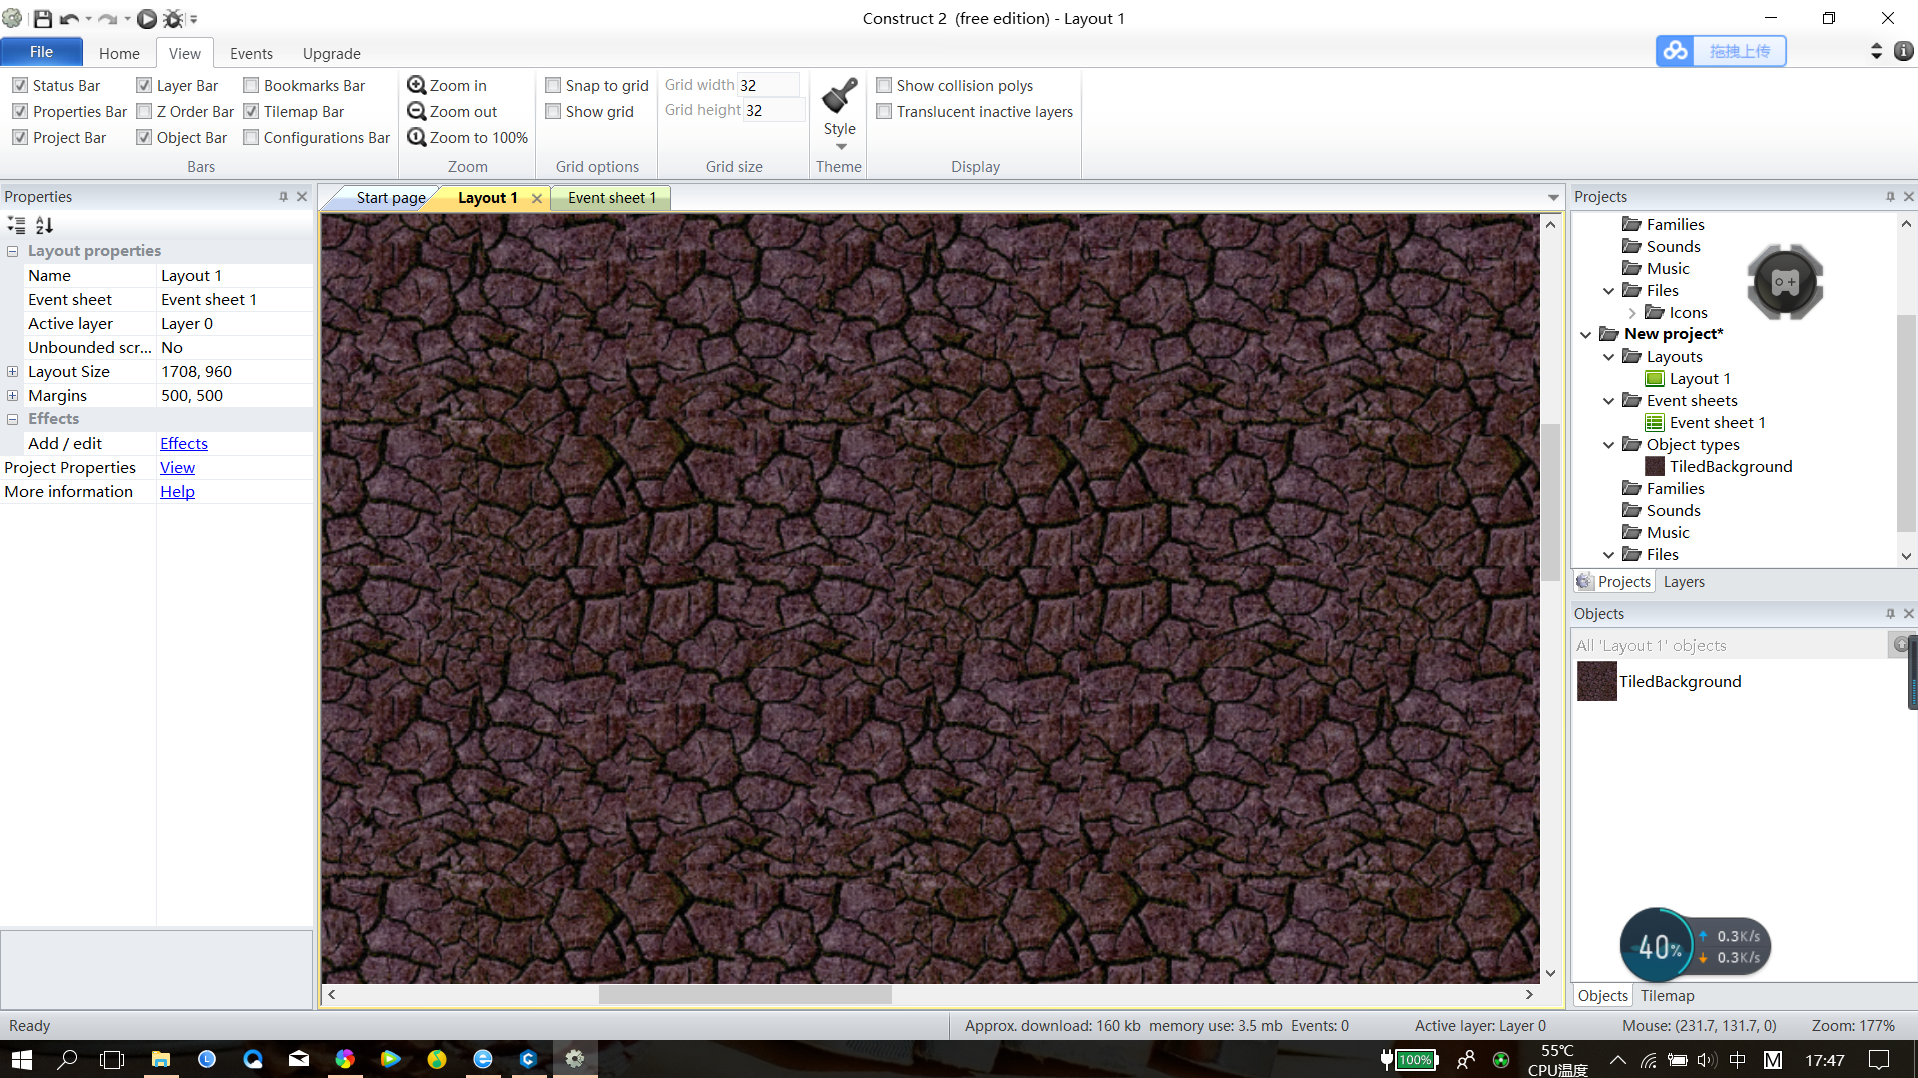 Construct 2  (free edition) - Layout 1
File
Home
View
Events
Upgrade
拖拽上传
Status Bar
Layer Bar
Bookmarks Bar
Properties Bar
Z Order Bar
Tilemap Bar
Project Bar
Object Bar
Configurations Bar
Bars
Zoom in
Zoom out
Zoom to 100%
Zoom
Snap to grid
Show grid
Grid options
Grid width 32
Grid height 32
Grid size
Style
Theme
Show collision polys
Translucent inactive layers
Display
Properties
Start page
Layout 1
Event sheet 1
Projects
Layout properties
Name Layout 1
Event sheet Event sheet 1
Active layer Layer 0
Unbounded scr... No
Layout Size 1708, 960
Margins 500, 500
Effects
Add / edit Effects
Project Properties View
More information Help
Families
Sounds
Music
Files
Icons
New project*
Layouts
Layout 1
Event sheets
Event sheet 1
Object types
TiledBackground
Families
Sounds
Music
Files
Projects
Layers
Objects
All 'Layout 1' objects
TiledBackground
40%
0.3K/s
0.3K/s
Objects
Tilemap
Ready
Approx. download: 160 kb  memory use: 3.5 mb  Events: 0
Active layer: Layer 0
Mouse: (231.7, 131.7, 0)
Zoom: 177%
100%
55℃
CPU温度
中
M
17:47